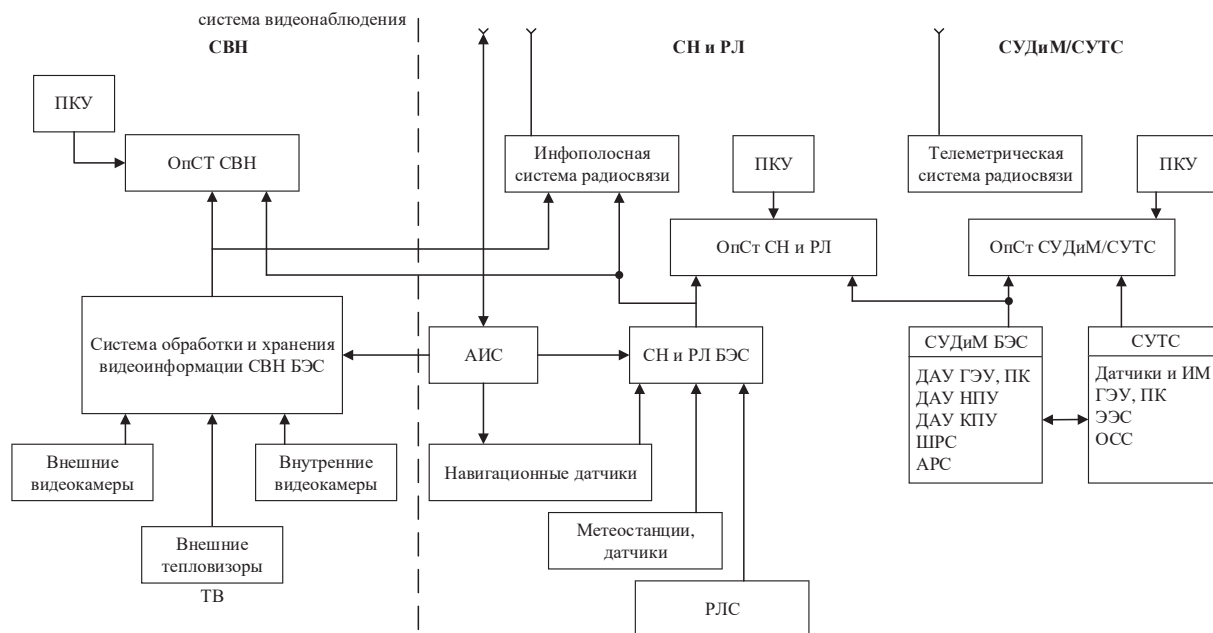 система видеонаблюдения
СВН
СН и РЛ
СУДиМ/СУТС
ПКУ
ОпСТ СВН
Инфополосная
система радиосвязи
ПКУ
Телеметрическая
система радиосвязи
ПКУ
ОпСт СН и РЛ
ОпСт СУДиМ/СУТС
Система обработки и хранения
видеоинформации СВН БЭС
АИС
СН и РЛ БЭС
СУДиМ БЭС
ДАУ ГЭУ, ПК
ДАУ НПУ
ДАУ КПУ
ШРС
АРС
СУТС
Датчики и ИМ
ГЭУ, ПК
ЭЭС
ОСС
Внешние
видеокамеры
Внутренние
видеокамеры
Навигационные датчики
Внешние
тепловизоры
ТВ
Метеостанции,
датчики
РЛС